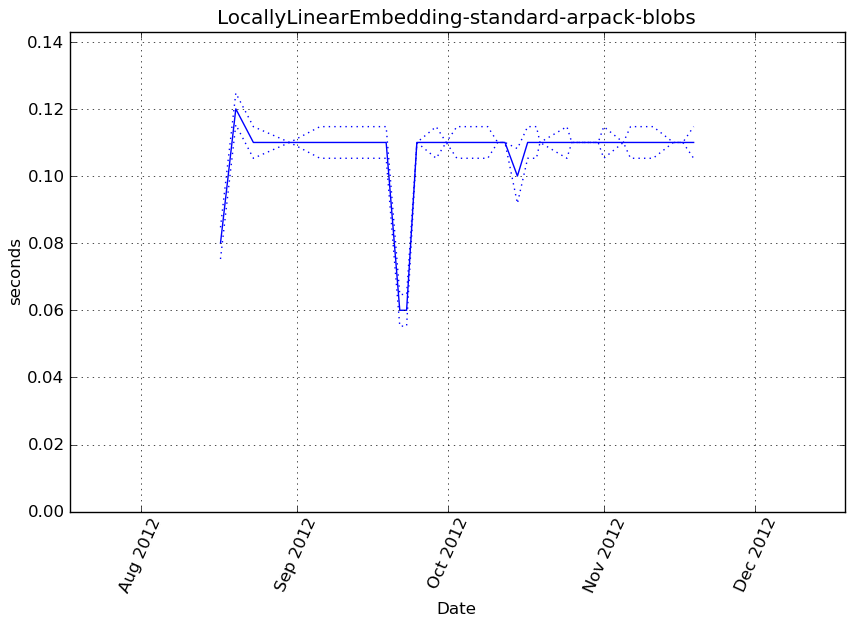 LocallyLinearEmbedding-standard-arpack-blobs
0.14
0.12
0.10
0.08
0.06
0.04
0.02
0.00
seconds
Aug 2012
Sep 2012
Oct 2012
Nov 2012
Dec 2012
Date